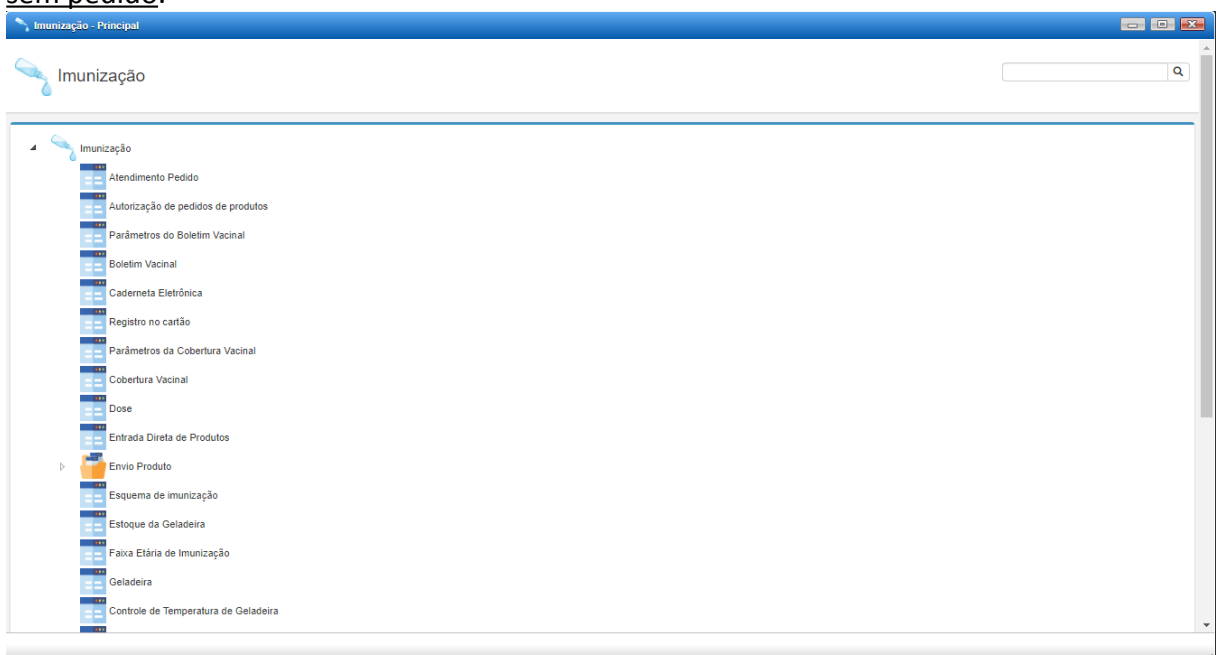 sem pedido.
Imunização - Principal
Imunização
Imunização
Atendimento Pedido
Autorização de pedidos de produtos
Parâmetros do Boletim Vacinal
Boletim Vacinal
Caderneta Eletrônica
Registro no cartão
Parâmetros da Cobertura Vacinal
Cobertura Vacinal
Dose
Entrada Direta de Produtos
Envio Produto
Esquema de imunização
Estoque da Geladeira
Faixa Etária de Imunização
Geladeira
Controle de Temperatura de Geladeira